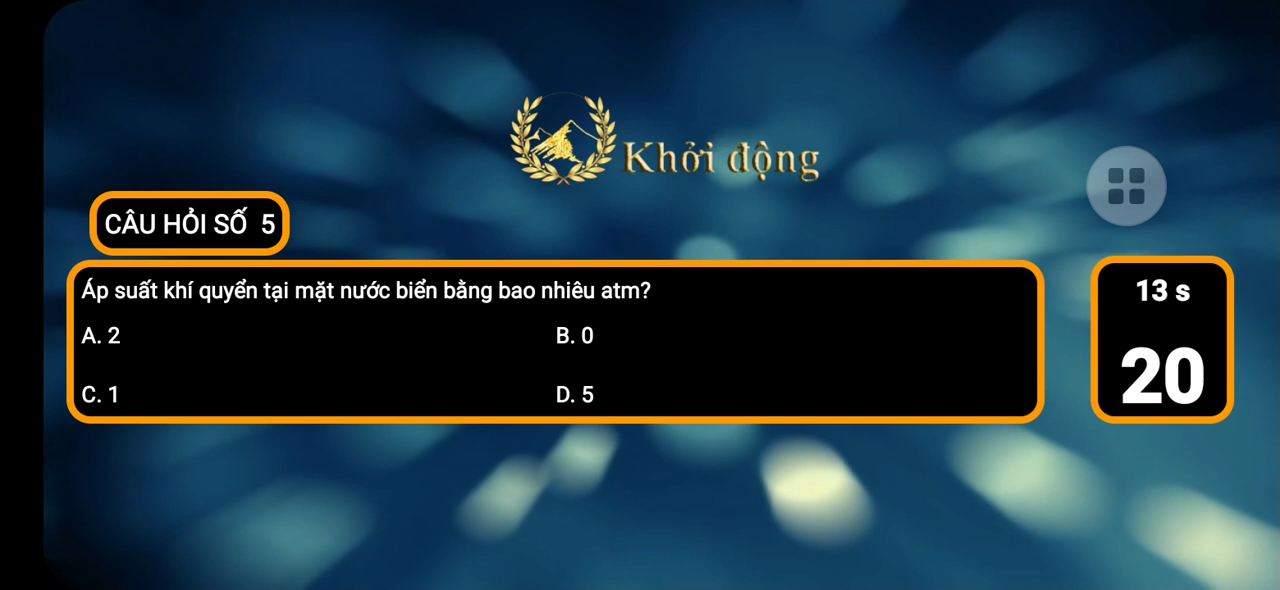 Khởi động
CÂU HỎI SỐ 5
Áp suất khí quyển tại mặt nước biển bằng bao nhiêu atm?
A. 2
B. 0
C. 1
D. 5
13 s
20